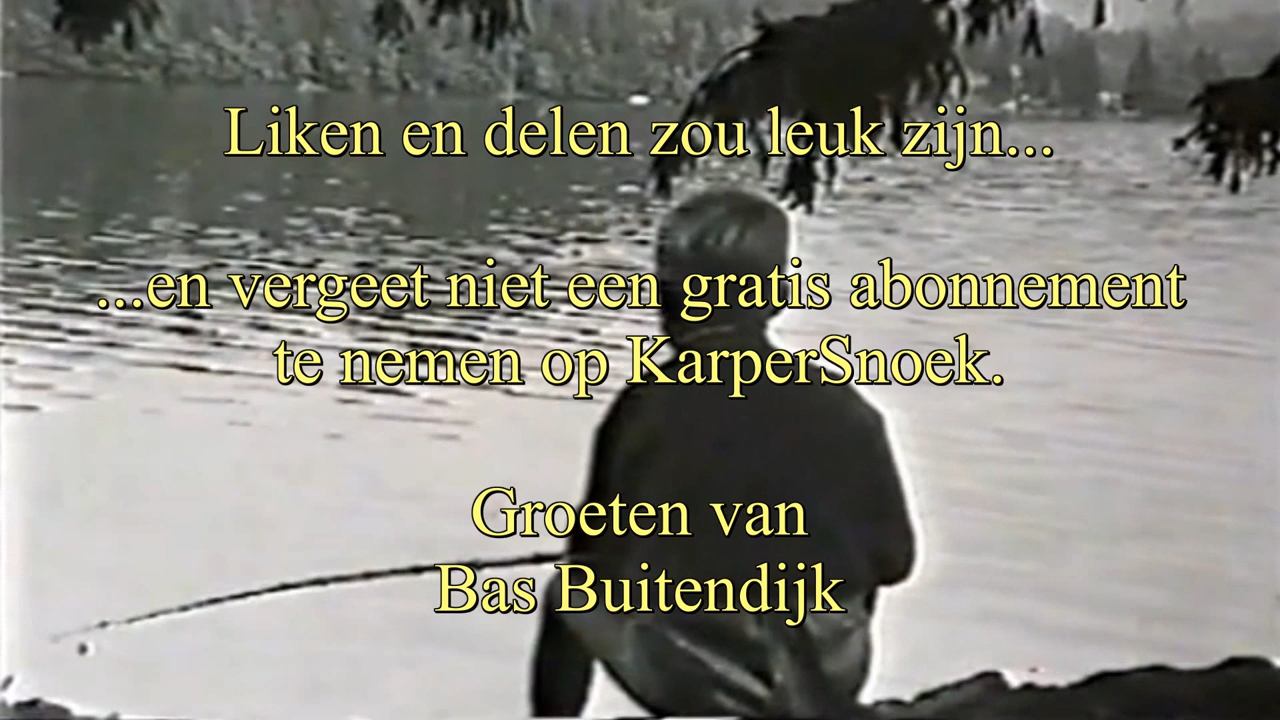 Liken en delen zou leuk zijn...
...en vergeet niet een gratis abonnement
te nemen op KarperSnoek.
Groeten van
Bas Buitendijk